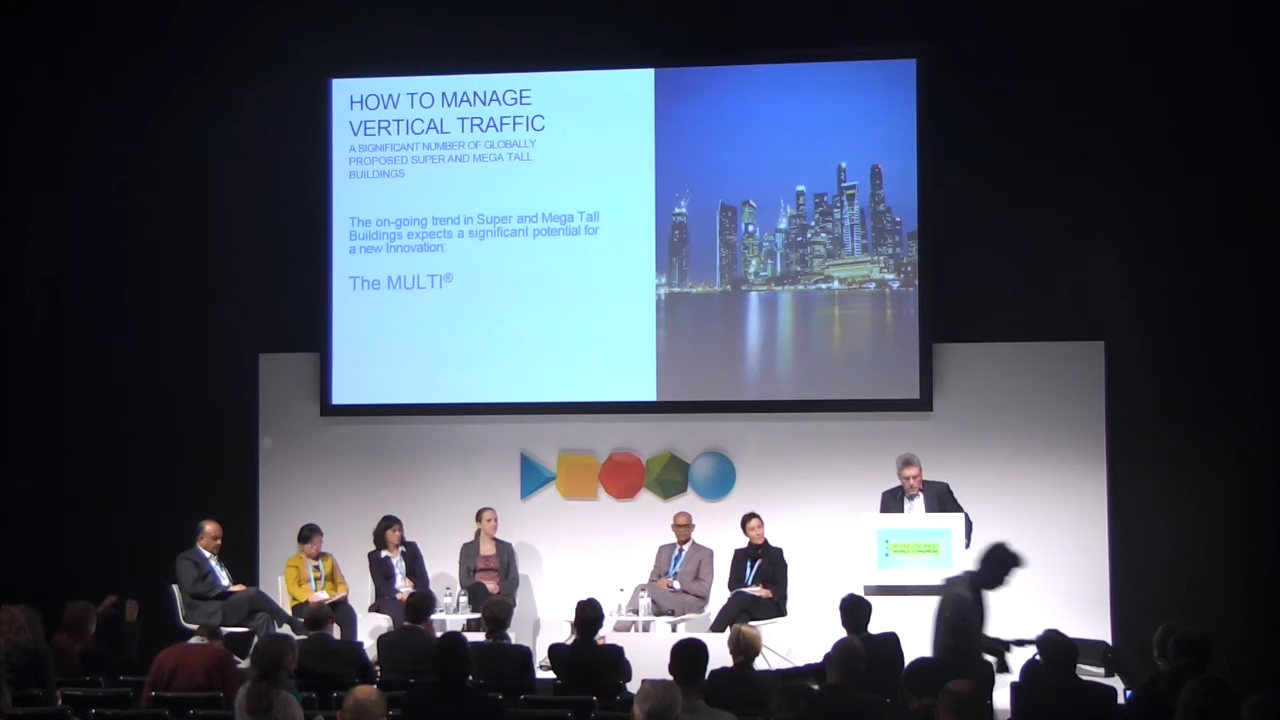 HOW TO MANAGE
VERTICAL TRAFFIC
A SIGNIFICANT NUMBER OF GLOBALLY
PROPOSED SUPER AND MEGA TALL
BUILDINGS
The on-going trend in Super and Mega Tall
Buildings expects a significant potential for
a new Innovation:
The MULTI®